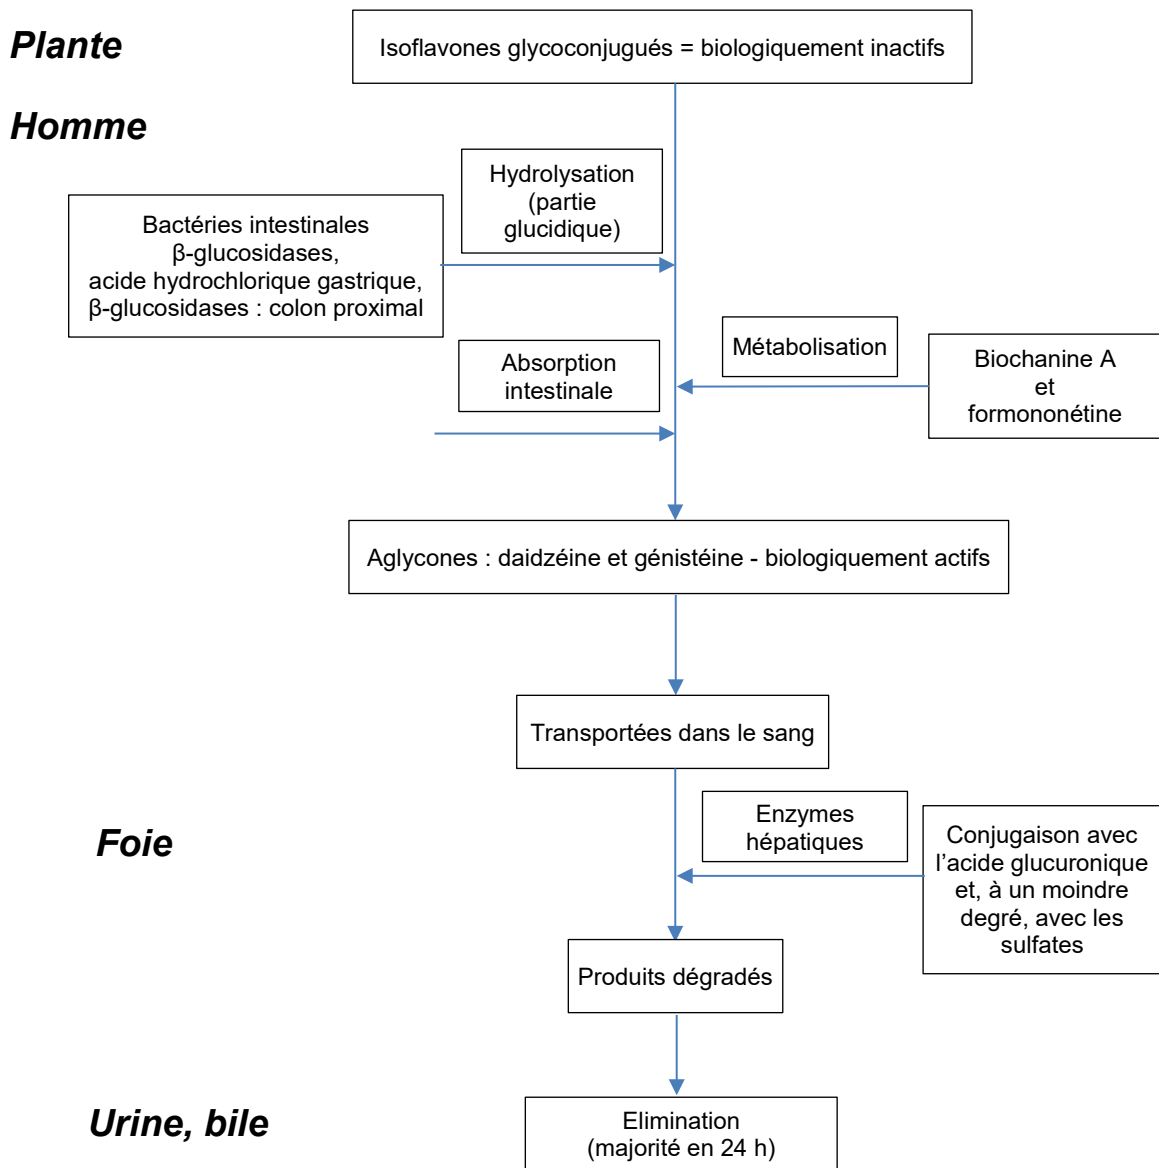 Plante
Isoflavones glycoconjugués = biologiquement inactifs
Homme
Hydrolysation
(partie
glucidique)
Bactéries intestinales
β-glucosidases,
acide hydrochlorique gastrique,
β-glucosidases : colon proximal
Métabolisation
Biochanine A
et
formononétine
Absorption
intestinale
Aglycones : daidzéine et génistéine - biologiquement actifs
Transportées dans le sang
Foie
Enzymes
hépatiques
Conjugaison avec
l’acide glucuronique
et, à un moindre
degré, avec les
sulfates
Produits dégradés
Urine, bile
Elimination
(majorité en 24 h)